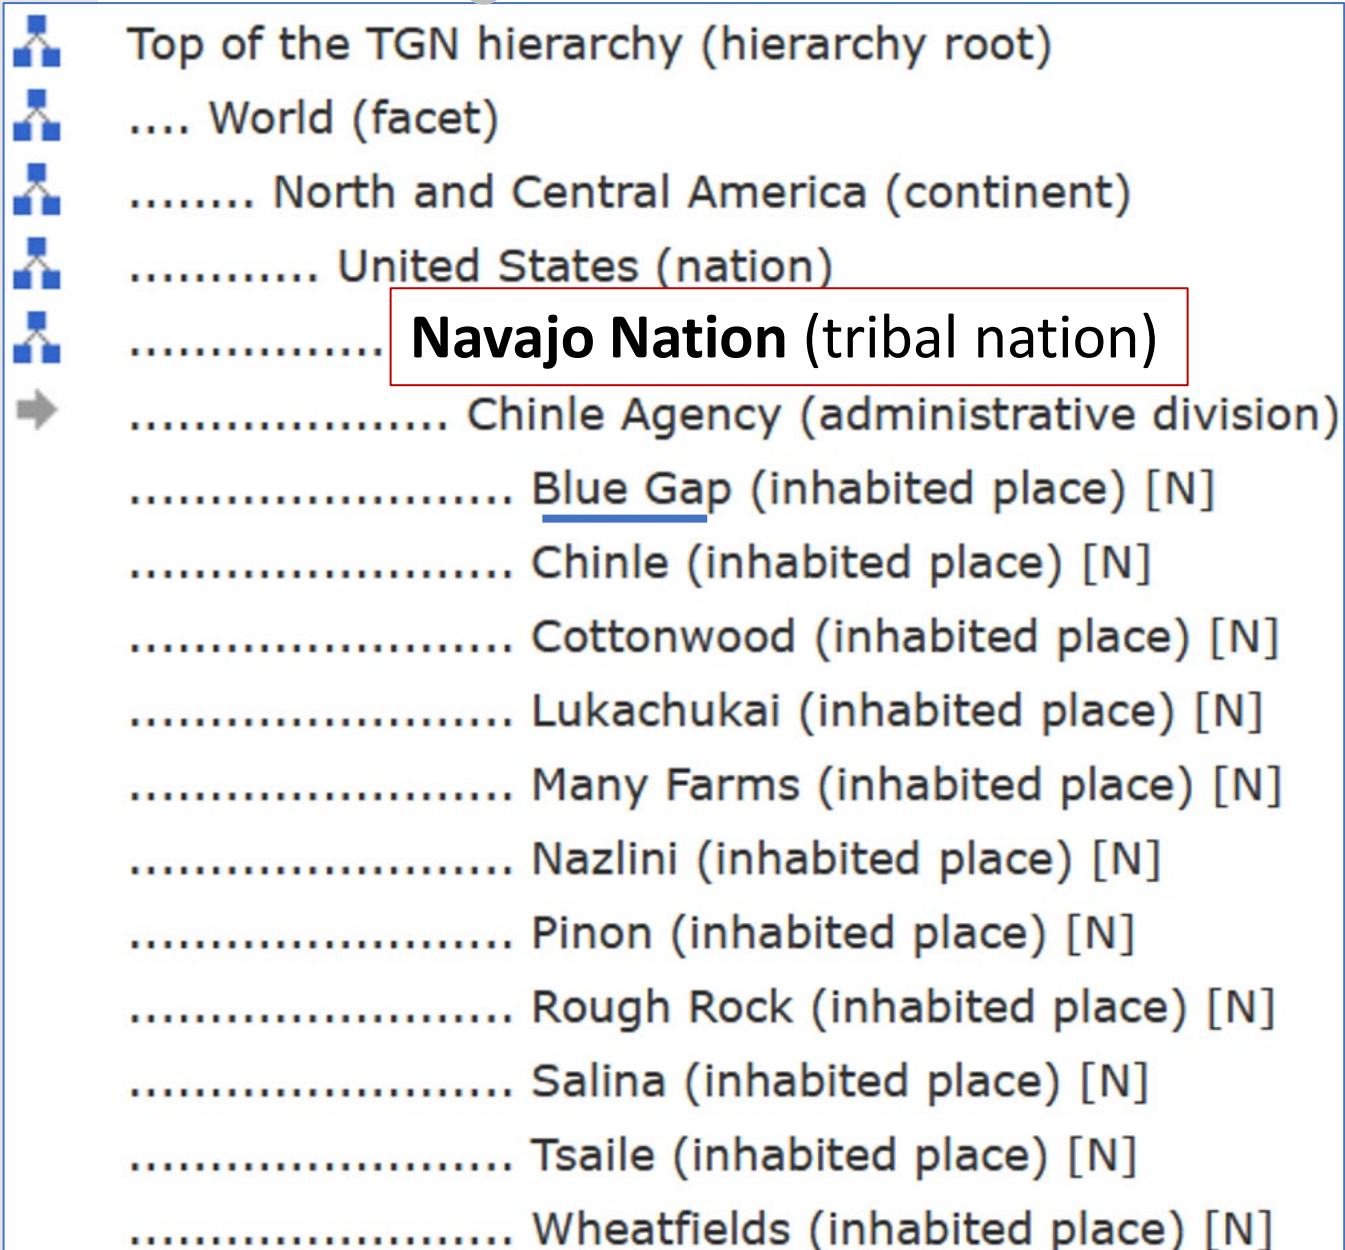 Top of the TGN hierarchy (hierarchy root)
.... World (facet)
........ North and Central America (continent)
............ United States (nation)
................ Navajo Nation (tribal nation)
.................... Chinle Agency (administrative division)
........................ Blue Gap (inhabited place) [N]
........................ Chinle (inhabited place) [N]
........................ Cottonwood (inhabited place) [N]
........................ Lukachukai (inhabited place) [N]
........................ Many Farms (inhabited place) [N]
........................ Nazlini (inhabited place) [N]
........................ Pinon (inhabited place) [N]
........................ Rough Rock (inhabited place) [N]
........................ Salina (inhabited place) [N]
........................ Tsaile (inhabited place) [N]
........................ Wheatfields (inhabited place) [N]